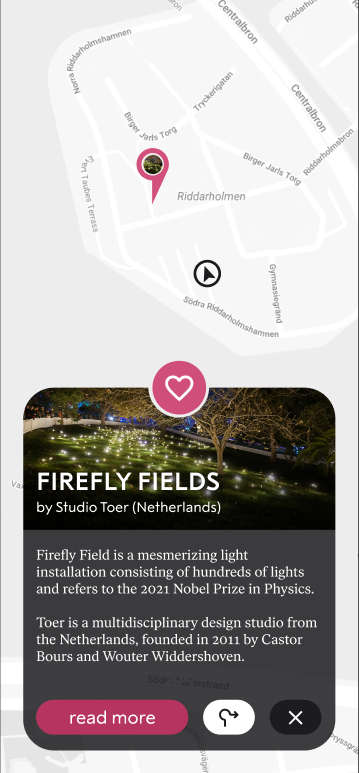 Centralbron
Riddarholmsbron
Norra Riddarholmshamnen
Tryckerigatan
Birger Jarls Torg
Centralbron
Birger Jarls Torg
Evert Taubes Terrass
Riddarholmen
Gymnasiegränd
Södra Riddarholmshamnen
FIREFLY FIELDS
by Studio Toer (Netherlands)
Firefly Field is a mesmerizing light
installation consisting of hundreds of lights
and refers to the 2021 Nobel Prize in Physics.
Toer is a multidisciplinary design studio from
the Netherlands, founded in 2011 by Castor
Bours and Wouter Widdershoven.
read more